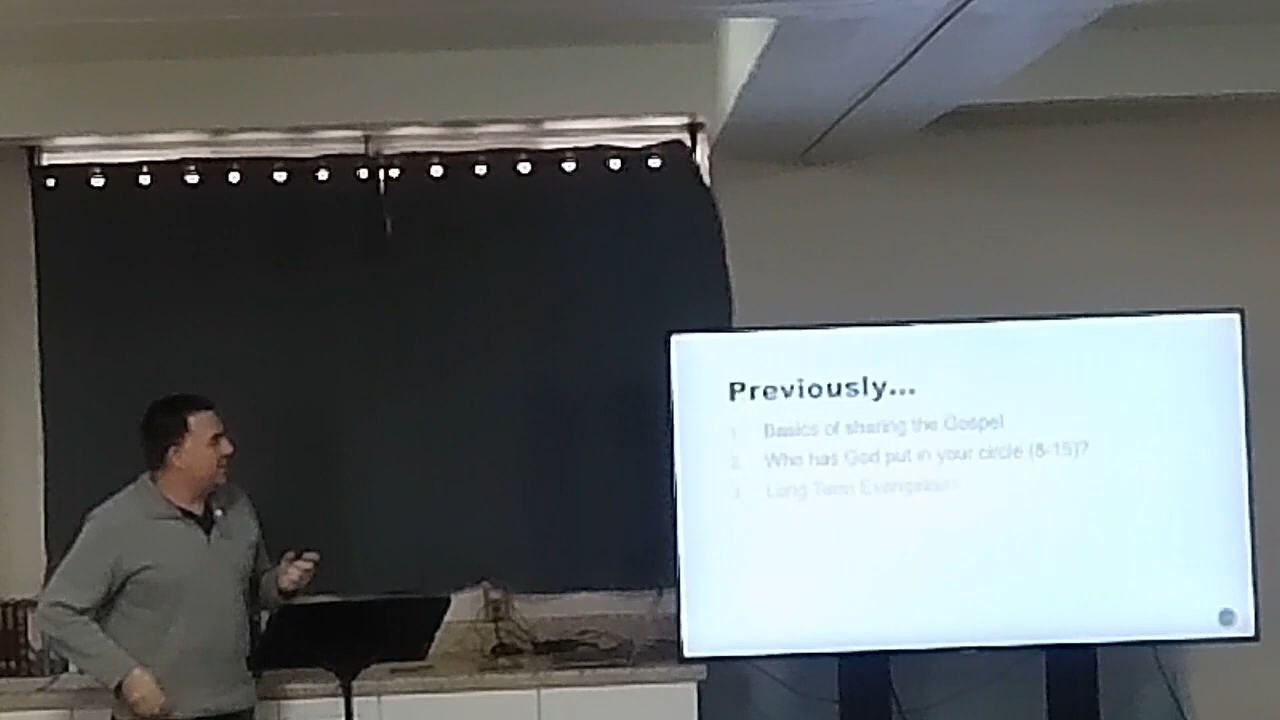 Previously...
1. Basics of sharing the Gospel
2. Who has God put in your circle (8-15)?
3. Long Term Evangelism